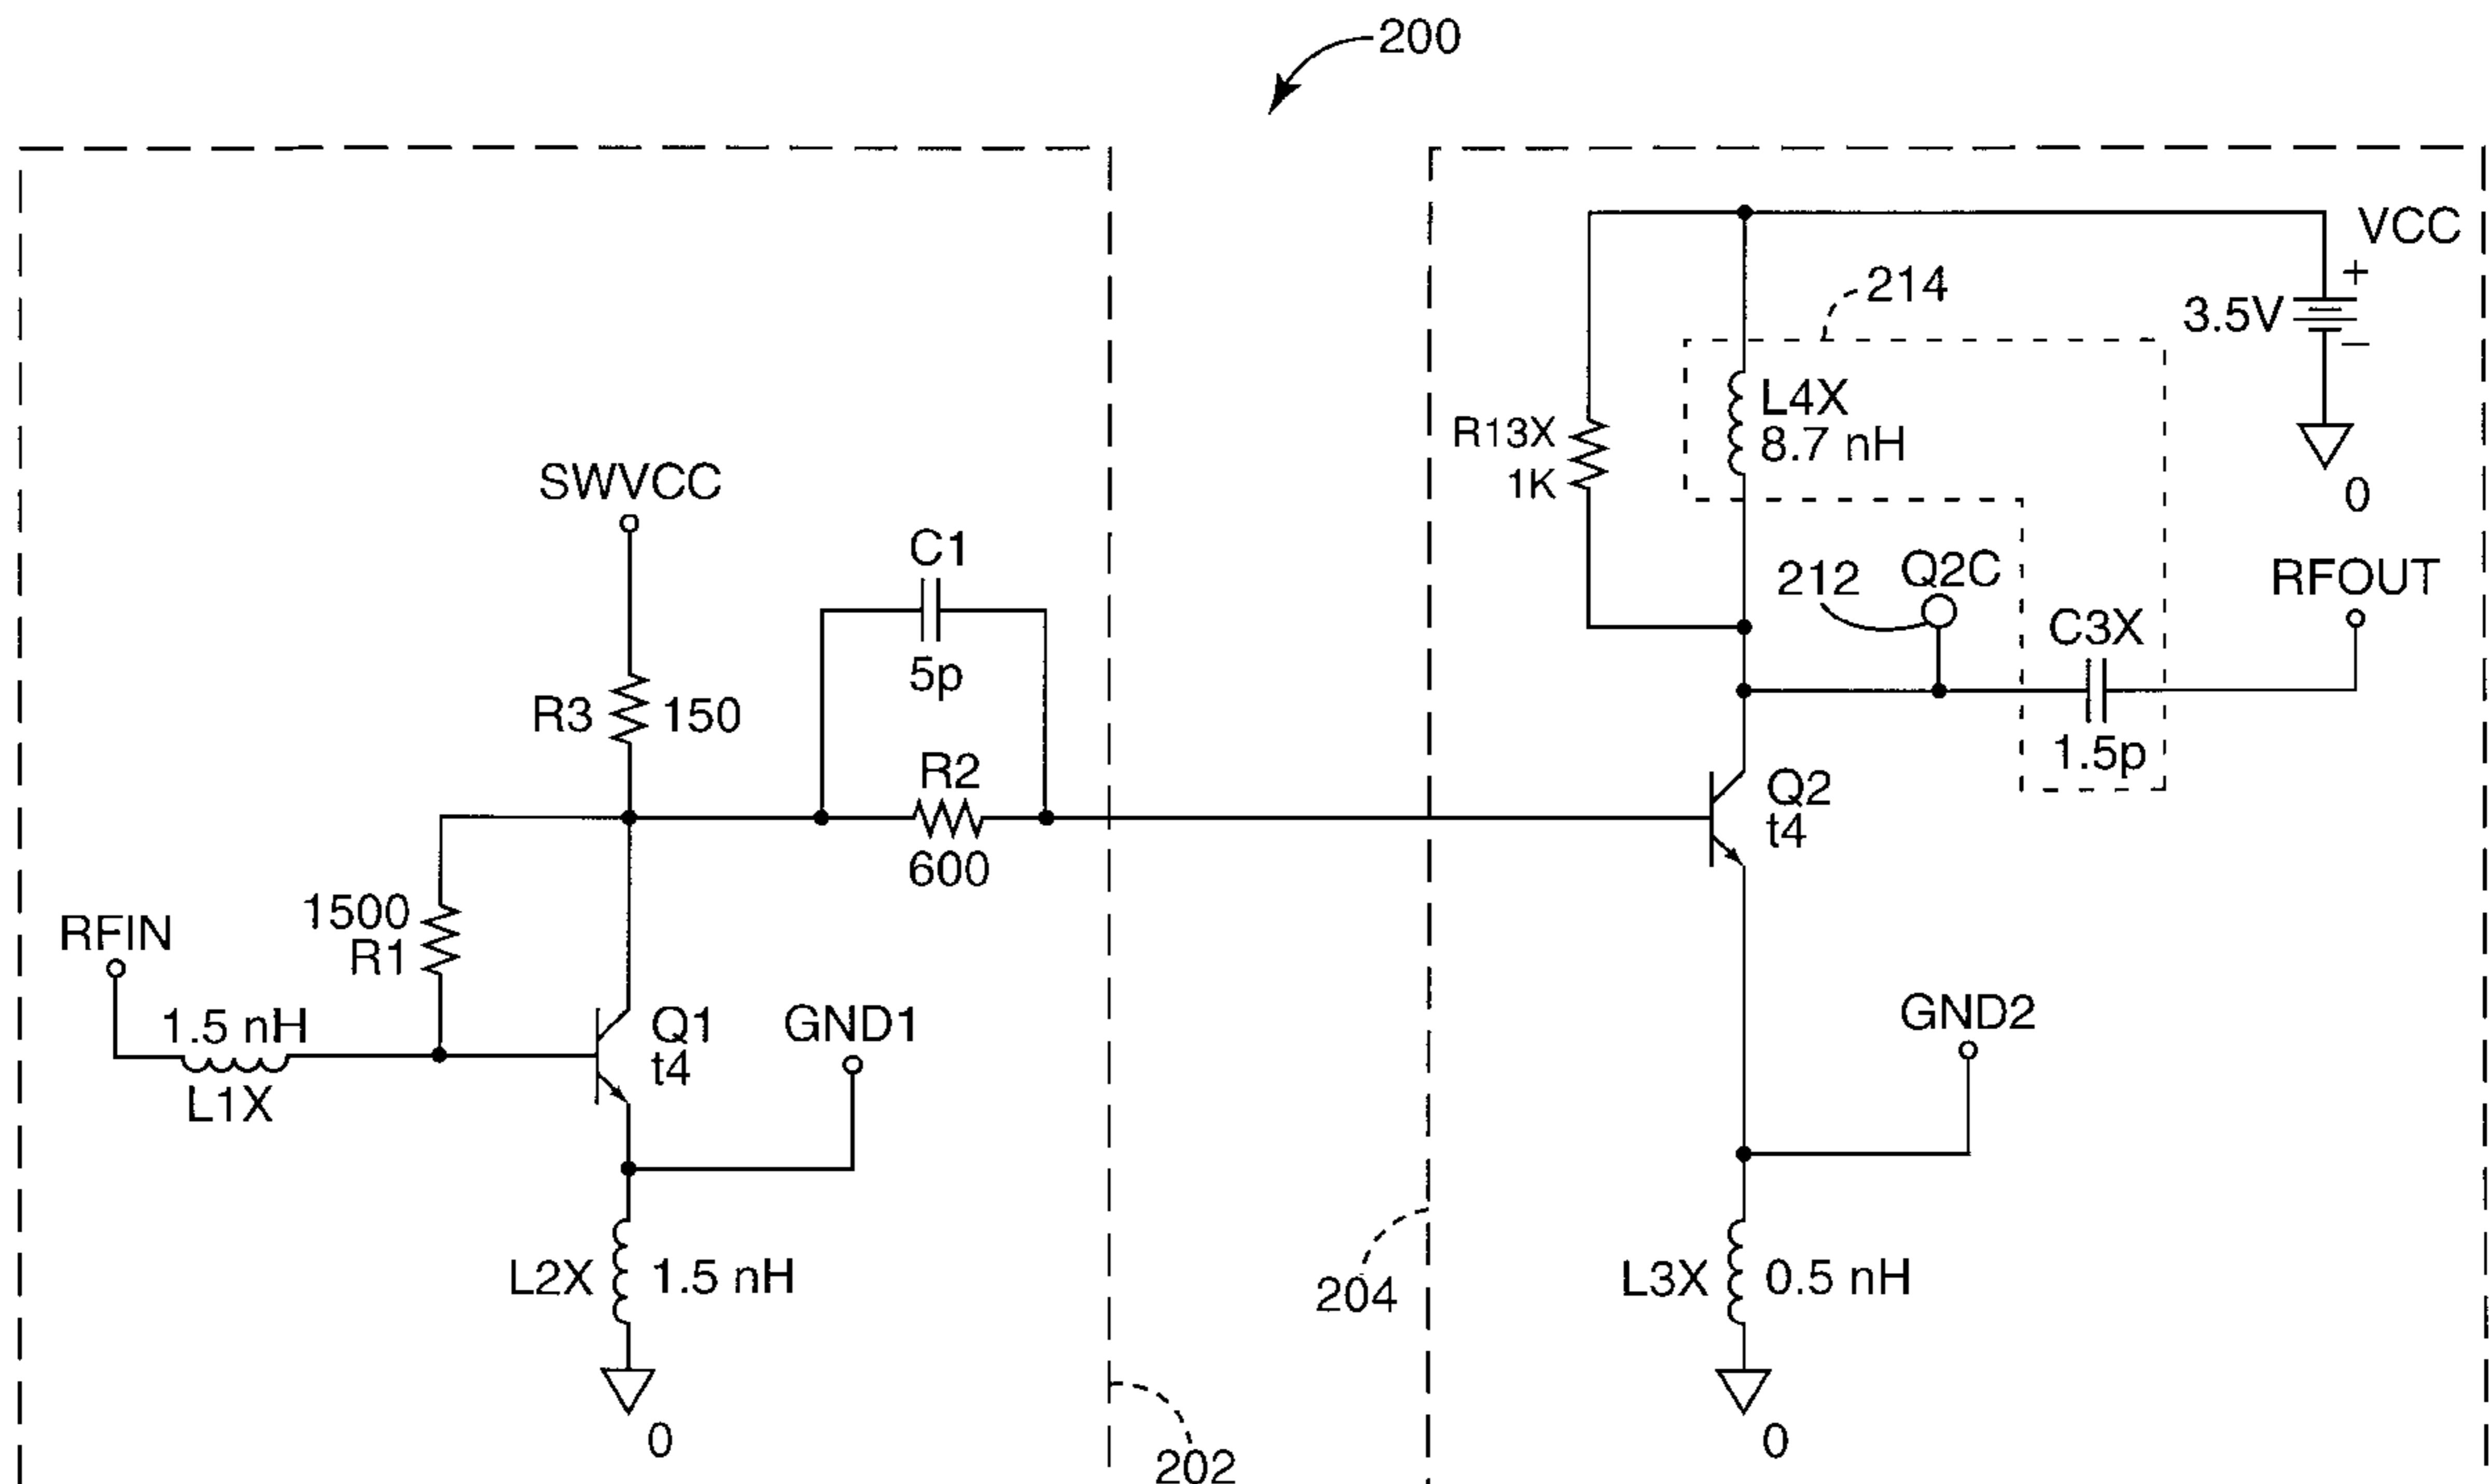 200
VCC
+
3.5V
−
0
214
L4X
8.7 nH
R13X
1K
SWVCC
C1
5p
212
Q2C
C3X
1.5p
RFOUT
R3
150
R2
600
Q2
t4
1500
R1
RFIN
1.5 nH
L1X
Q1
t4
GND1
GND2
L2X
1.5 nH
204
L3X
0.5 nH
0
202
0